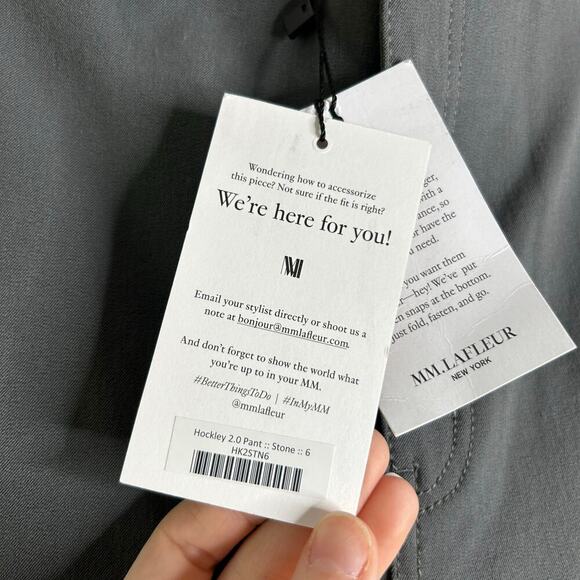 Wondering how to accessorize
this piece? Not sure if the fit is right?
We're here for you!
MM
Email your stylist directly or shoot us a
note at bonjour@mmlafleur.com.
And don't forget to show the world what
you're up to in your MM.
#BetterThingsToDo | #InMyMM
@mmlafleur
Hockley 2.0 Pant :: Stone :: 6
HK2STN6
with a
so
or have the
need.
you want them
hey! We've put
snaps at the bottom.
fold, fasten, and go.
MM.LAFLEUR
NEW YORK